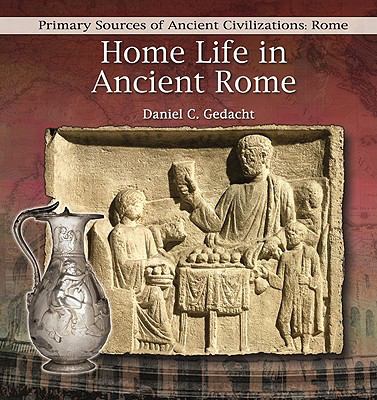 Primary Sources of Ancient Civilizations: Rome
Home Life in
Ancient Rome
Daniel C. Gedacht